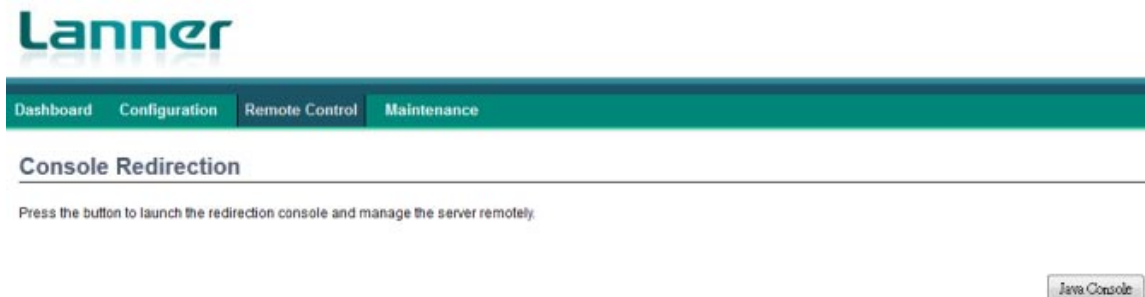 Lanner
Dashboard Configuration Remote Control Maintenance
Console Redirection
Press the button to launch the redirection console and manage the server remotely.
Java Console